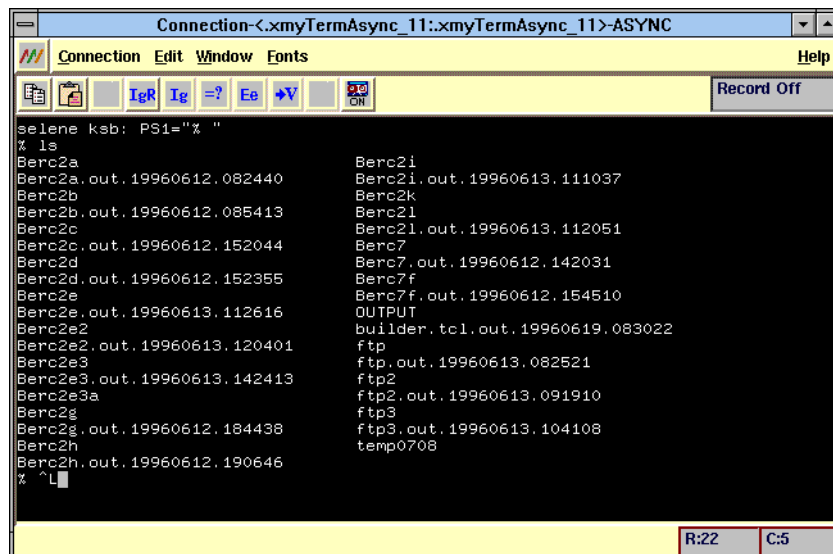 Connection-<.xmyTermAsync_11:.xmyTermAsync_11>-ASYNC
Connection Edit Window Fonts Help
IgR Ig =? Ee →V ON Record Off
selene ksb: PS1="% "
% ls
Berc2a Berc2i
Berc2a.out.19960612.082440 Berc2i.out.19960613.111037
Berc2b Berc2k
Berc2b.out.19960612.085413 Berc2l
Berc2c Berc2l.out.19960613.112051
Berc2c.out.19960612.152044 Berc7
Berc2d Berc7.out.19960612.142031
Berc2d.out.19960612.152355 Berc7f
Berc2e Berc7f.out.19960612.154510
Berc2e.out.19960613.112616 OUTPUT
Berc2e2 builder.tcl.out.19960619.083022
Berc2e2.out.19960613.120401 ftp
Berc2e3 ftp.out.19960613.082521
Berc2e3.out.19960613.142413 ftp2
Berc2e3a ftp2.out.19960613.091910
Berc2g ftp3
Berc2g.out.19960612.184438 ftp3.out.19960613.104108
Berc2h temp0708
Berc2h.out.19960612.190646
% ^L
R:22 C:5